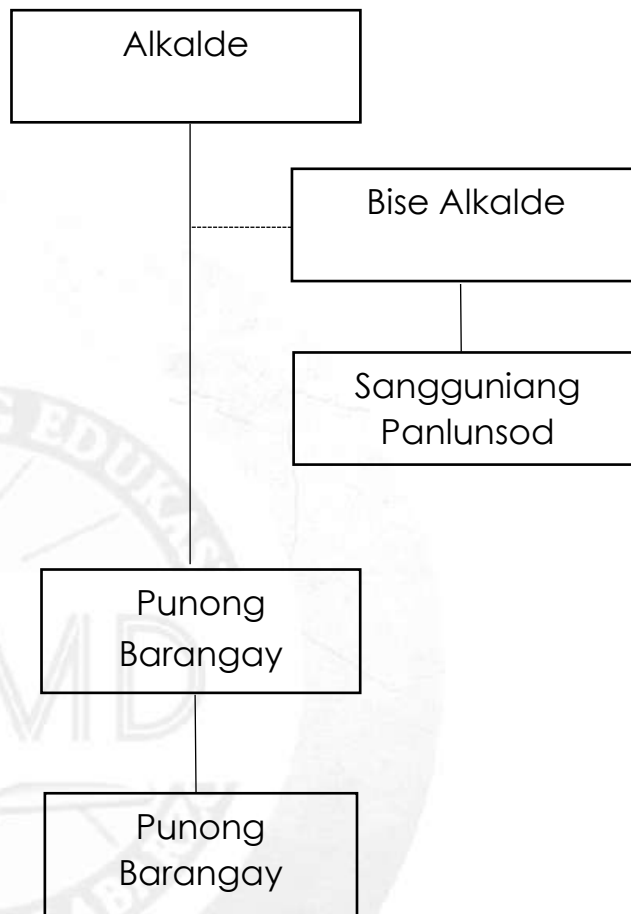 Alkalde
Bise Alkalde
Sangguniang
Panlunsod
Punong
Barangay
Punong
Barangay